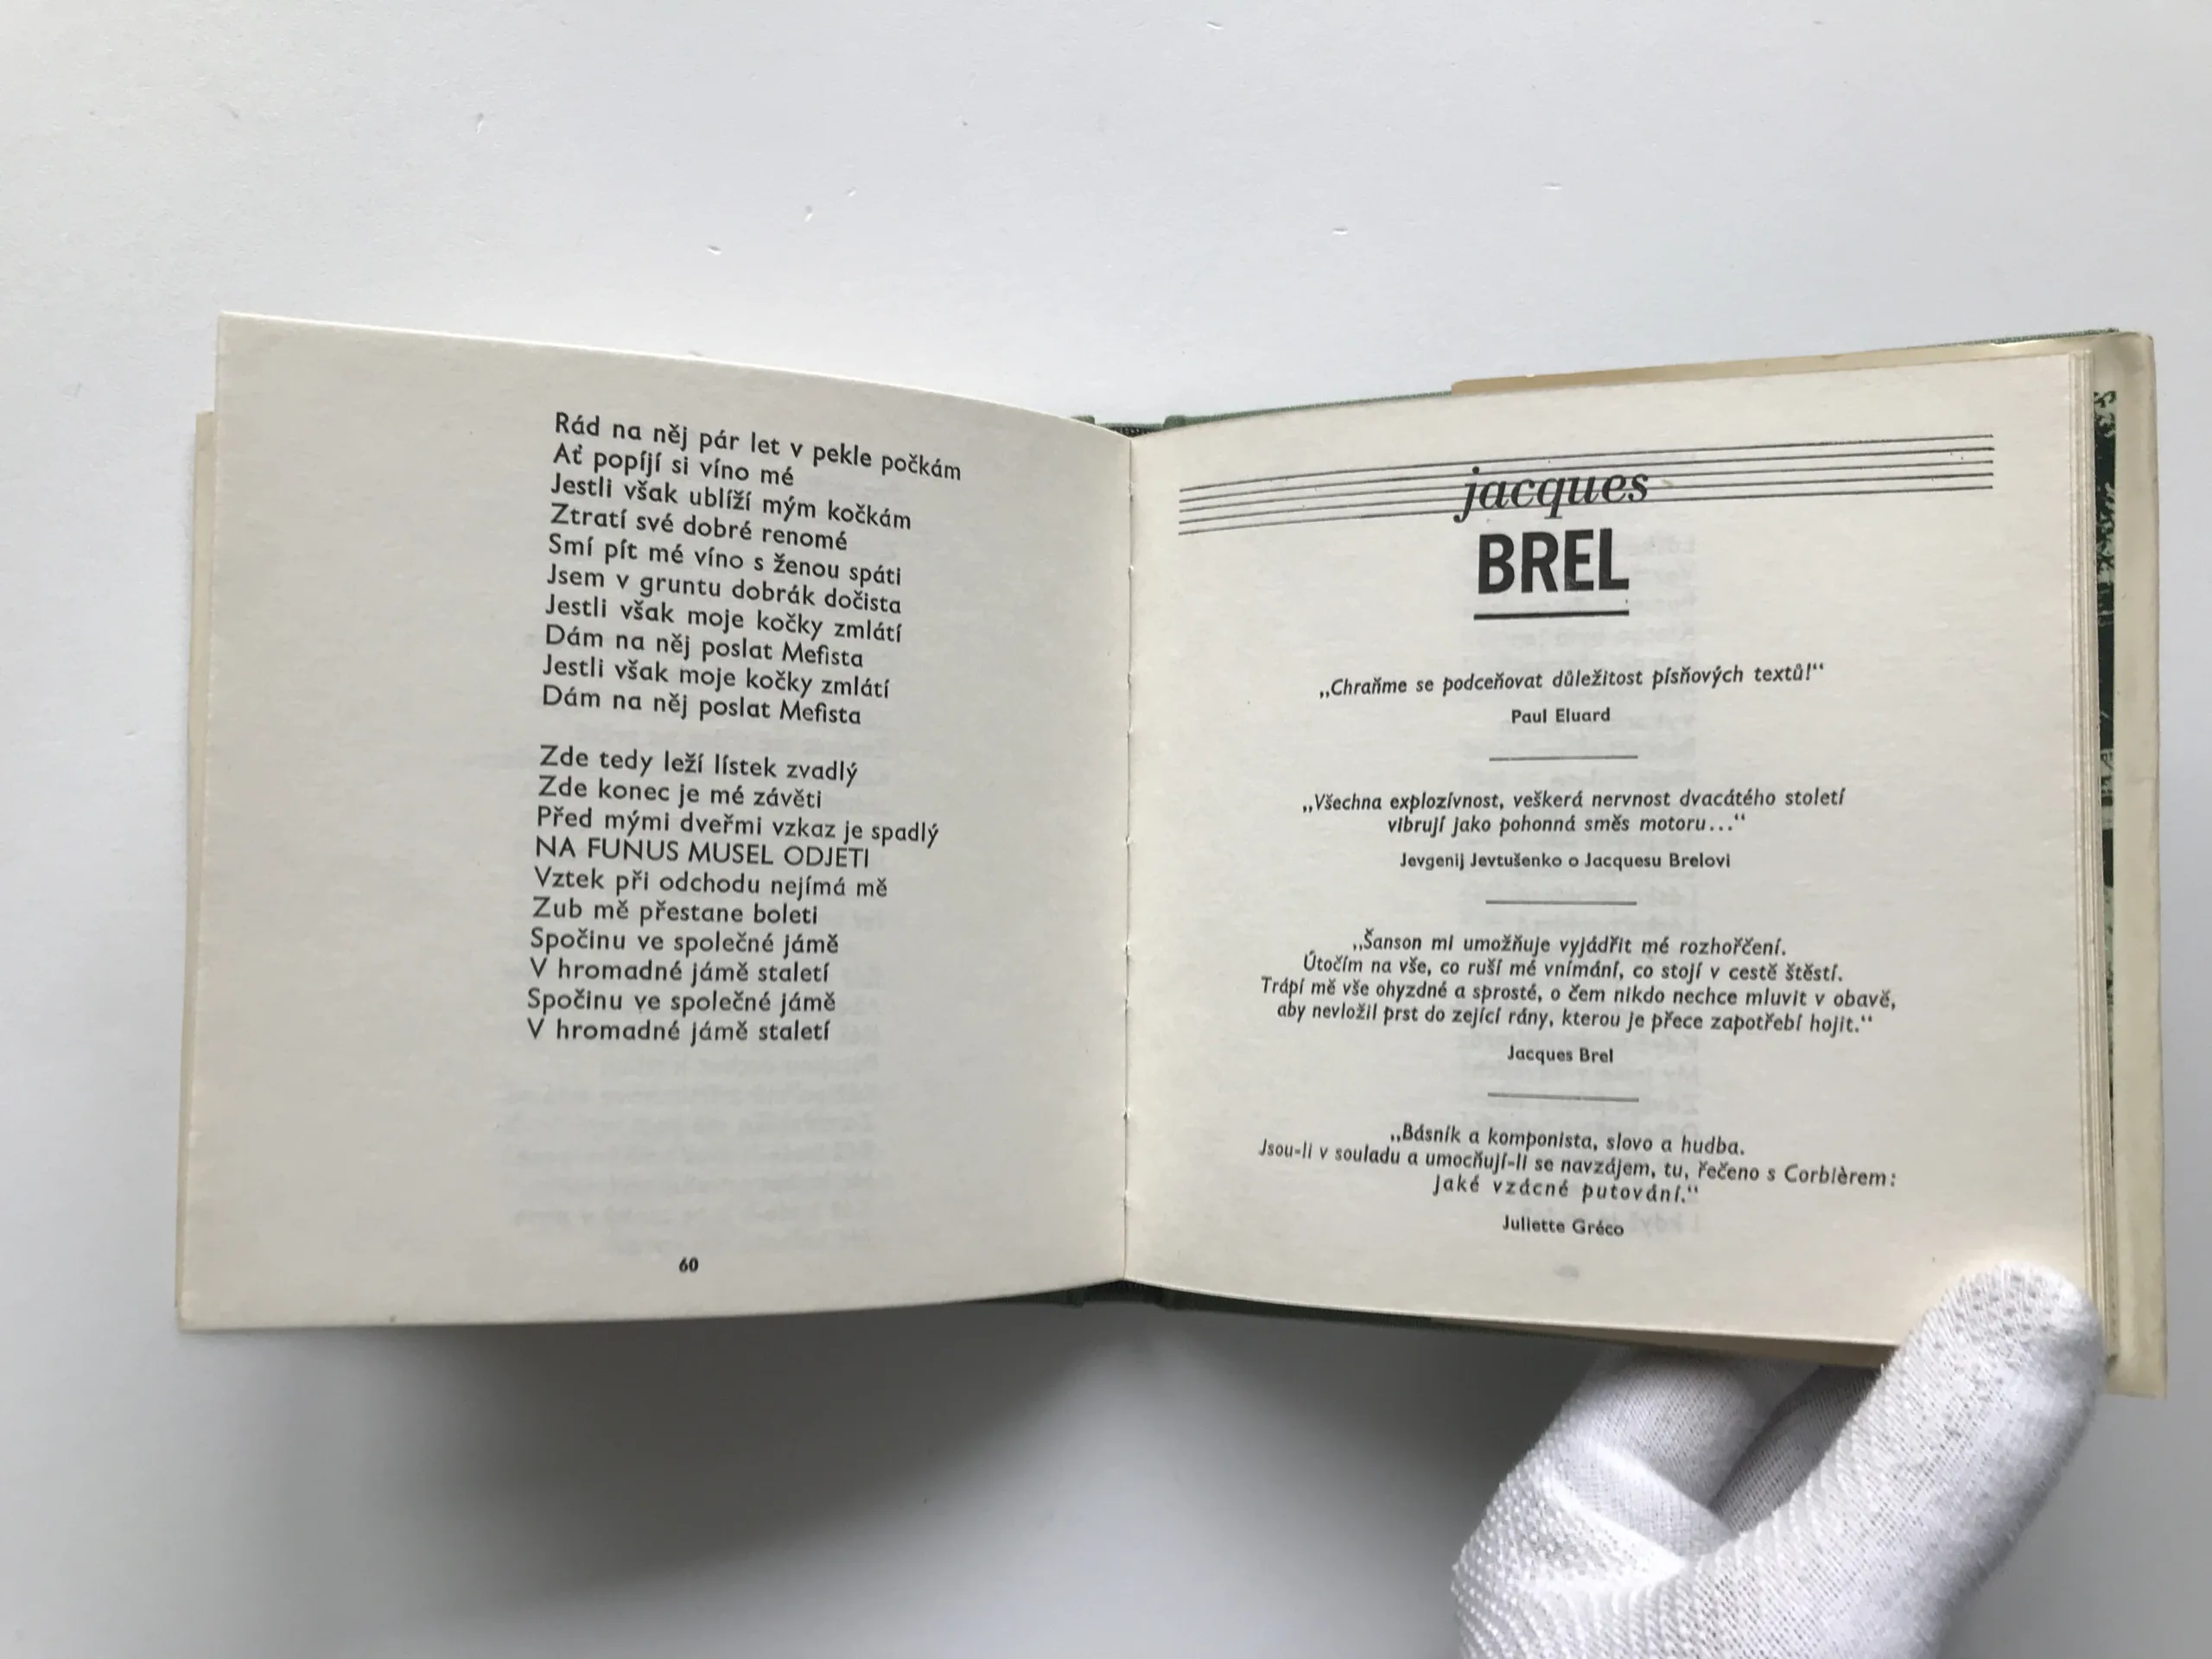 Rád na něj pár let v pekle počkám
Ať popíjí si víno mé
Jestli však ublíží mým kočkám
Ztratí své dobré renomé
Smí pít mé víno s ženou spáti
Jsem v gruntu dobrák dočista
Jestli však moje kočky zmlátí
Dám na něj poslat Mefista
Jestli však moje kočky zmlátí
Dám na něj poslat Mefista
Zde tedy leží lístek zvadlý
Zde konec je mé závěti
Před mými dveřmi vzkaz je spadlý
NA FUNUS MUSEL ODJETI
Vztek při odchodu nejímá mě
Zub mě přestane boleti
Spočinu ve společné jámě
V hromadné jámě staletí
Spočinu ve společné jámě
V hromadné jámě staletí
60
jacques
BREL
„Chraňme se podceňovat důležitost písňových textů!“
Paul Eluard
„Všechna explozívnost, veškerá nervnost dvacátého století
vibrují jako pohonná směs motoru...“
Jevgenij Jevtušenko o Jacquesu Brelovi
„Šanson mi umožňuje vyjádřit mé rozhořčení.
Útočím na vše, co ruší mé vnímání, co stojí v cestě štěstí.
Trápí mě vše ohyzdné a sprosté, o čem nikdo nechce mluvit v obavě,
aby nevložil prst do zející rány, kterou je přece zapotřebí hojit.“
Jacques Brel
„Básník a komponista, slovo a hudba.
Jsou-li v souladu a umocňují-li se navzájem, tu, řečeno s Corbièrem:
jaké vzácné putování.“
Juliette Gréco